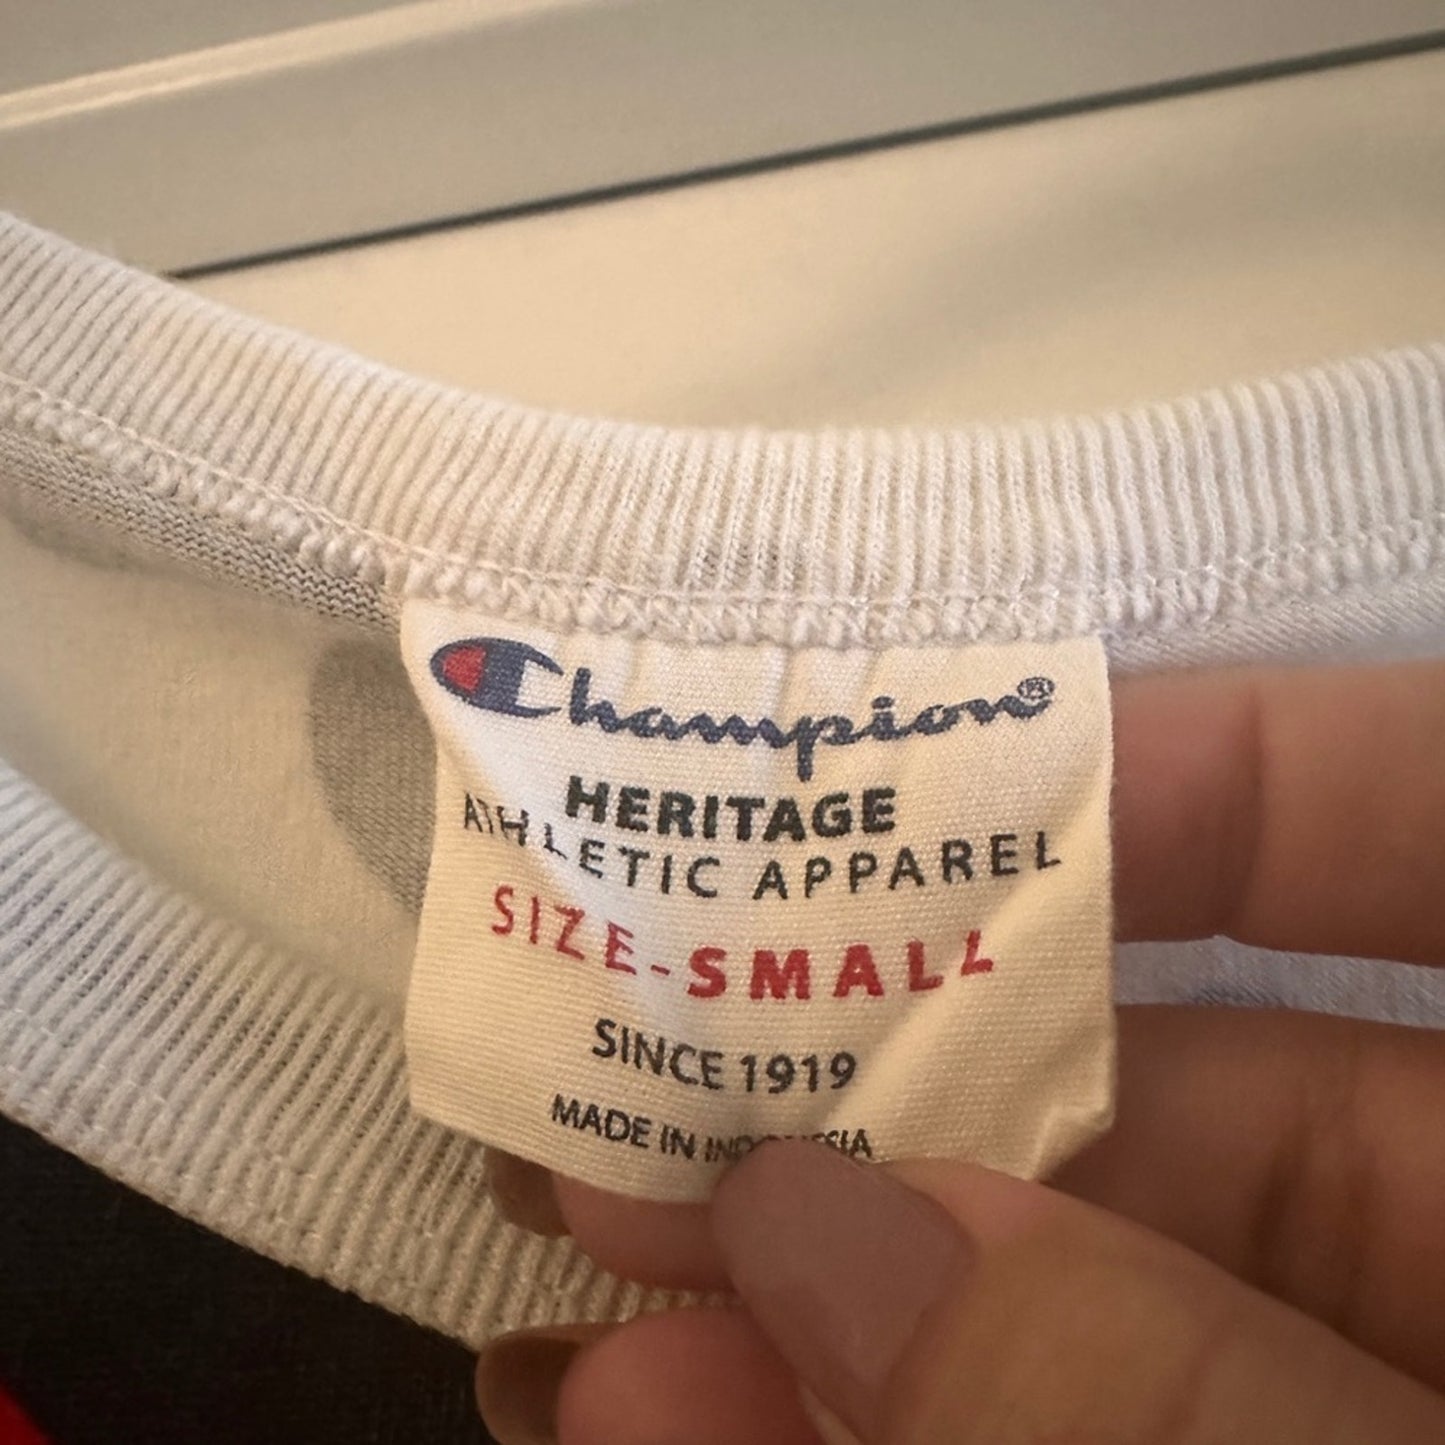 Champion®
HERITAGE
ATHLETIC APPAREL
SIZE-SMALL
SINCE 1919
MADE IN